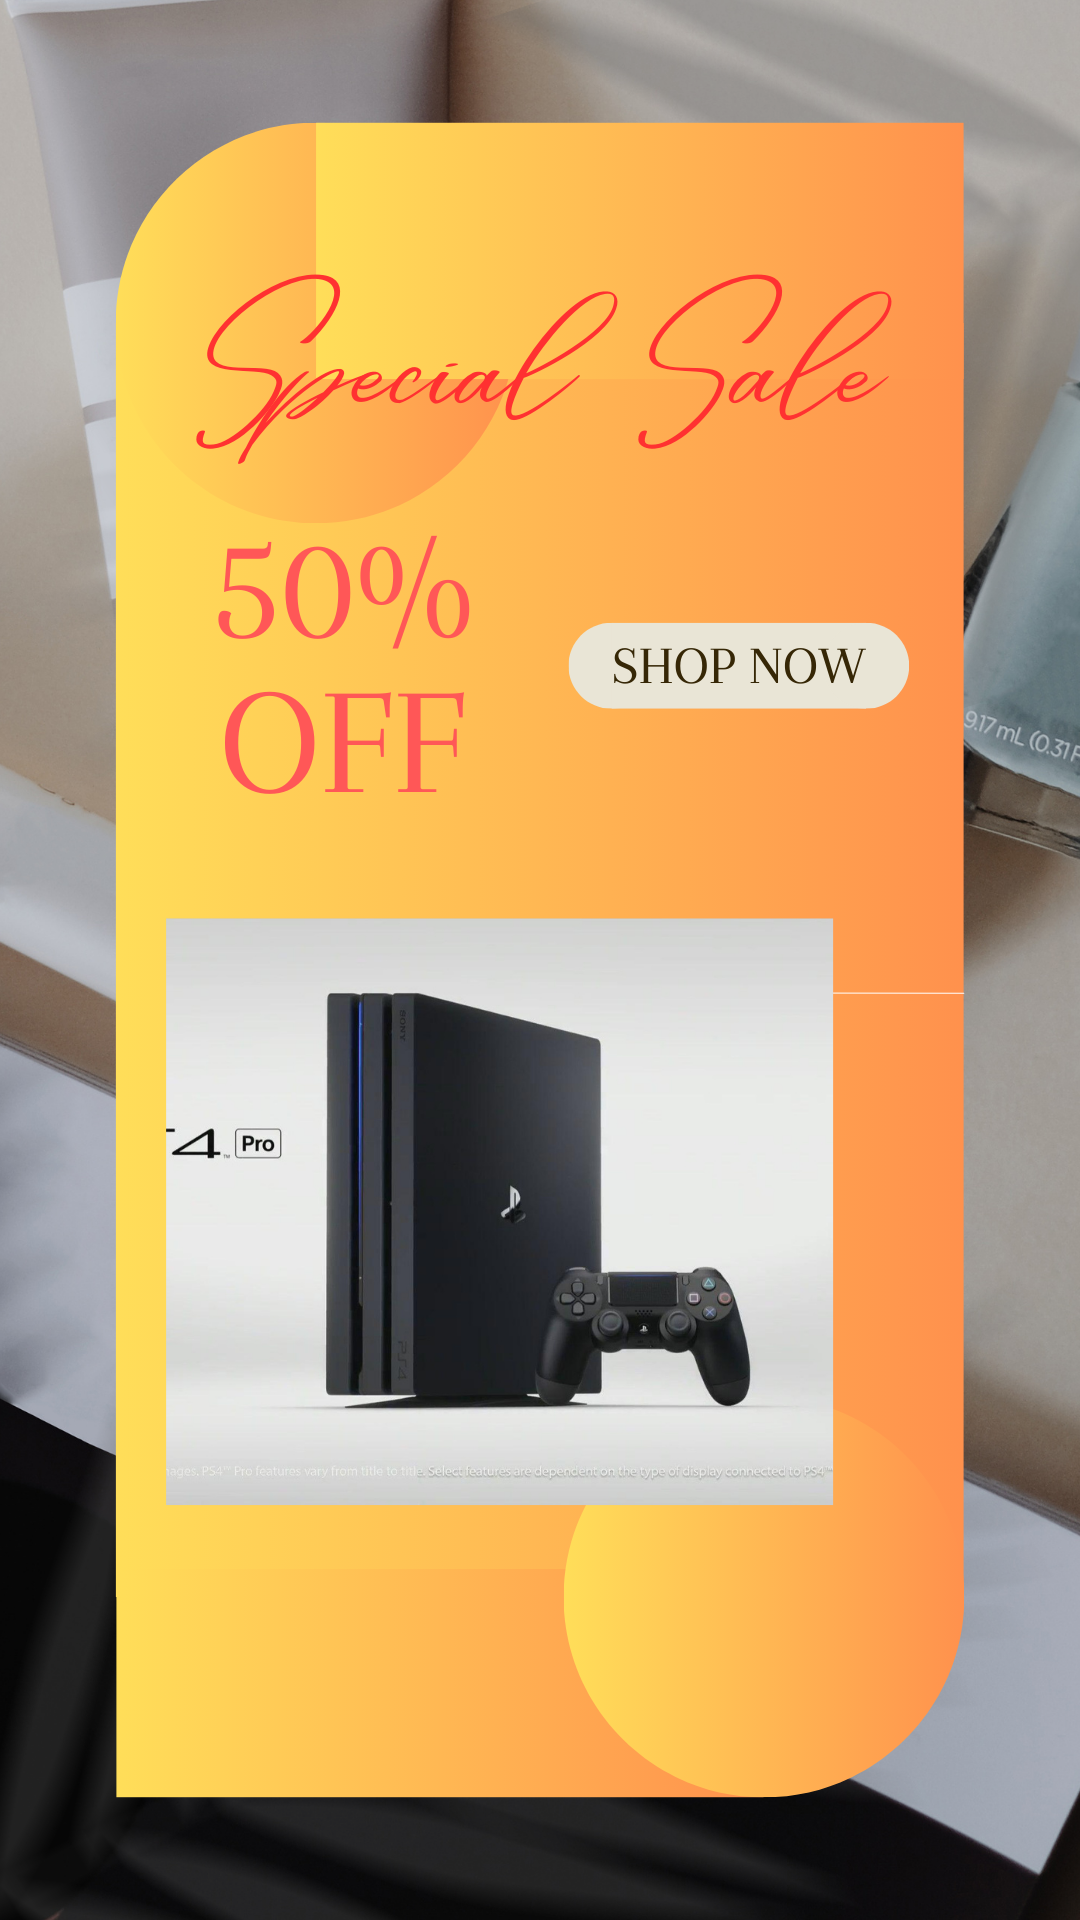 Special Sale
50%
OFF
SHOP NOW
9.17 mL (0.31 F
SONY
4™ Pro
PS4
ages. PS4™ Pro features vary from title to title. Select features are dependent on the type of display connected to PS4™